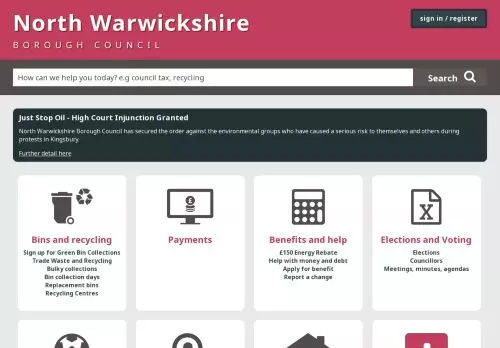 North Warwickshire
BOROUGH COUNCIL
sign in / register
How can we help you today? e.g council tax, recycling
Search
Just Stop Oil - High Court Injunction Granted
North Warwickshire Borough Council has secured the order against the environmental groups who have caused a serious risk to themselves and others during
protests in Kingsbury.
Further detail here
Bins and recycling
Sign up for Green Bin Collections
Trade Waste and Recycling
Bulky collections
Bin collection days
Replacement bins
Recycling Centres
£
Payments
Benefits and help
£150 Energy Rebate
Help with money and debt
Apply for benefit
Report a change
X
Elections and Voting
Elections
Councillors
Meetings, minutes, agendas